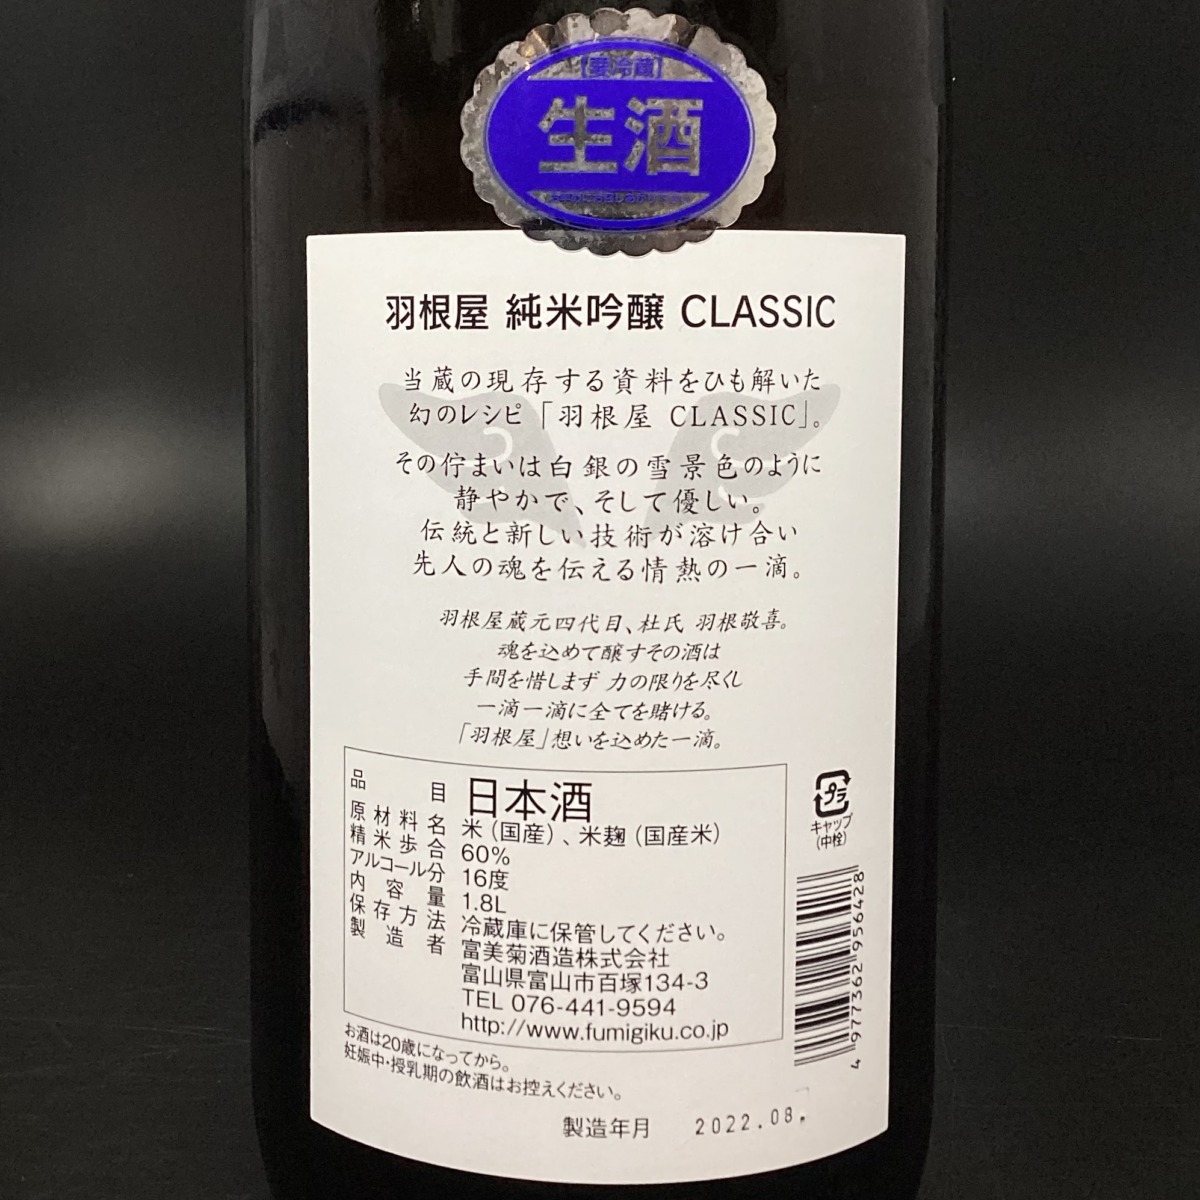 【要冷蔵】
生酒
羽根屋 純米吟醸 CLASSIC
当蔵の現存する資料をひも解いた
幻のレシピ「羽根屋 CLASSIC」。
その佇まいは白銀の雪景色のように
静やかで、そして優しい。
伝統と新しい技術が溶け合い
先人の魂を伝える情熱の一滴。
羽根屋蔵元四代目、杜氏 羽根敬喜。
魂を込めて醸すその酒は
手間を惜しまず 力の限りを尽くし
一滴一滴に全てを賭ける。
「羽根屋」想いを込めた一滴。
品目 日本酒
原材料名 米(国産)、米麹(国産米)
精米歩合 60%
アルコール分 16度
内容量 1.8L
保存方法 冷蔵庫に保管してください。
製造者 富美菊酒造株式会社
富山県富山市百塚134-3
TEL 076-441-9594
http://www.fumigiku.co.jp
プラ
キャップ
(中栓)
4 977362 956428
お酒は20歳になってから。
妊娠中・授乳期の飲酒はお控えください。
製造年月 2022.08.